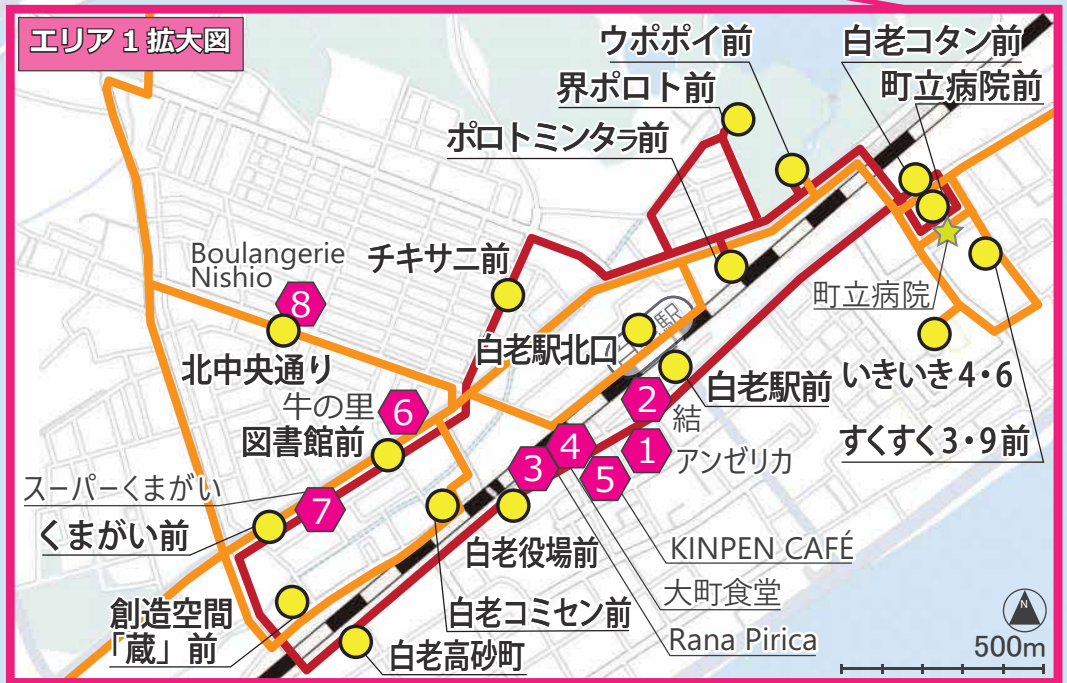 エリア1拡大図
ウポポイ前
白老コタン前
界ポロト前
町立病院前
ポロトミンタㇻ前
Boulangerie
Nishio
チキサニ前
8
町立病院
駅
白老駅北口
北中央通り
白老駅前
いきいき4・6
牛の里
6
2
結
図書館前
すくすく3・9前
4
1
アンゼリカ
3
5
スーパーくまがい
7
くまがい前
白老役場前
KINPEN CAFÉ
大町食堂
創造空間
「蔵」前
白老コミセン前
Rana Pirica
白老高砂町
N
500m